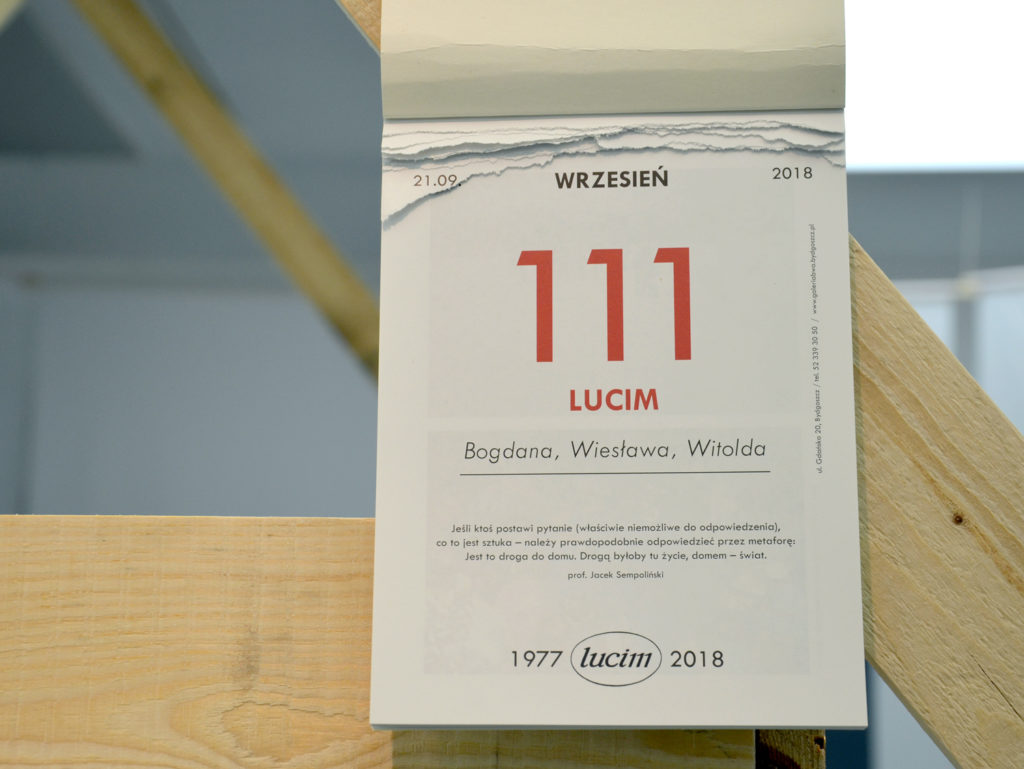 21.09.
WRZESIEŃ
2018
111
LUCIM
Bogdana, Wiesława, Witolda
Jeśli ktoś postawi pytanie (właściwie niemożliwe do odpowiedzenia),
co to jest sztuka – należy prawdopodobnie odpowiedzieć przez metaforę:
Jest to droga do domu. Drogą byłoby tu życie, domem – świat.
prof. Jacek Sempoliński
1977 lucim 2018
ul. Gdańska 20, Bydgoszcz / tel. 52 339 30 50 / www.galeriabwa.bydgoszcz.pl